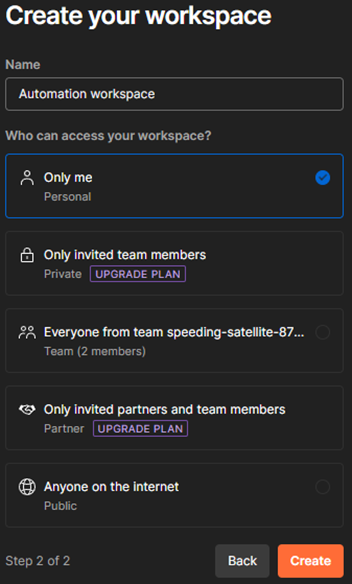 Create your workspace
Name
Automation workspace
Who can access your workspace?
Only me
Personal
Only invited team members
Private UPGRADE PLAN
Everyone from team speeding-satellite-87...
Team (2 members)
Only invited partners and team members
Partner UPGRADE PLAN
Anyone on the internet
Public
Step 2 of 2 Back Create